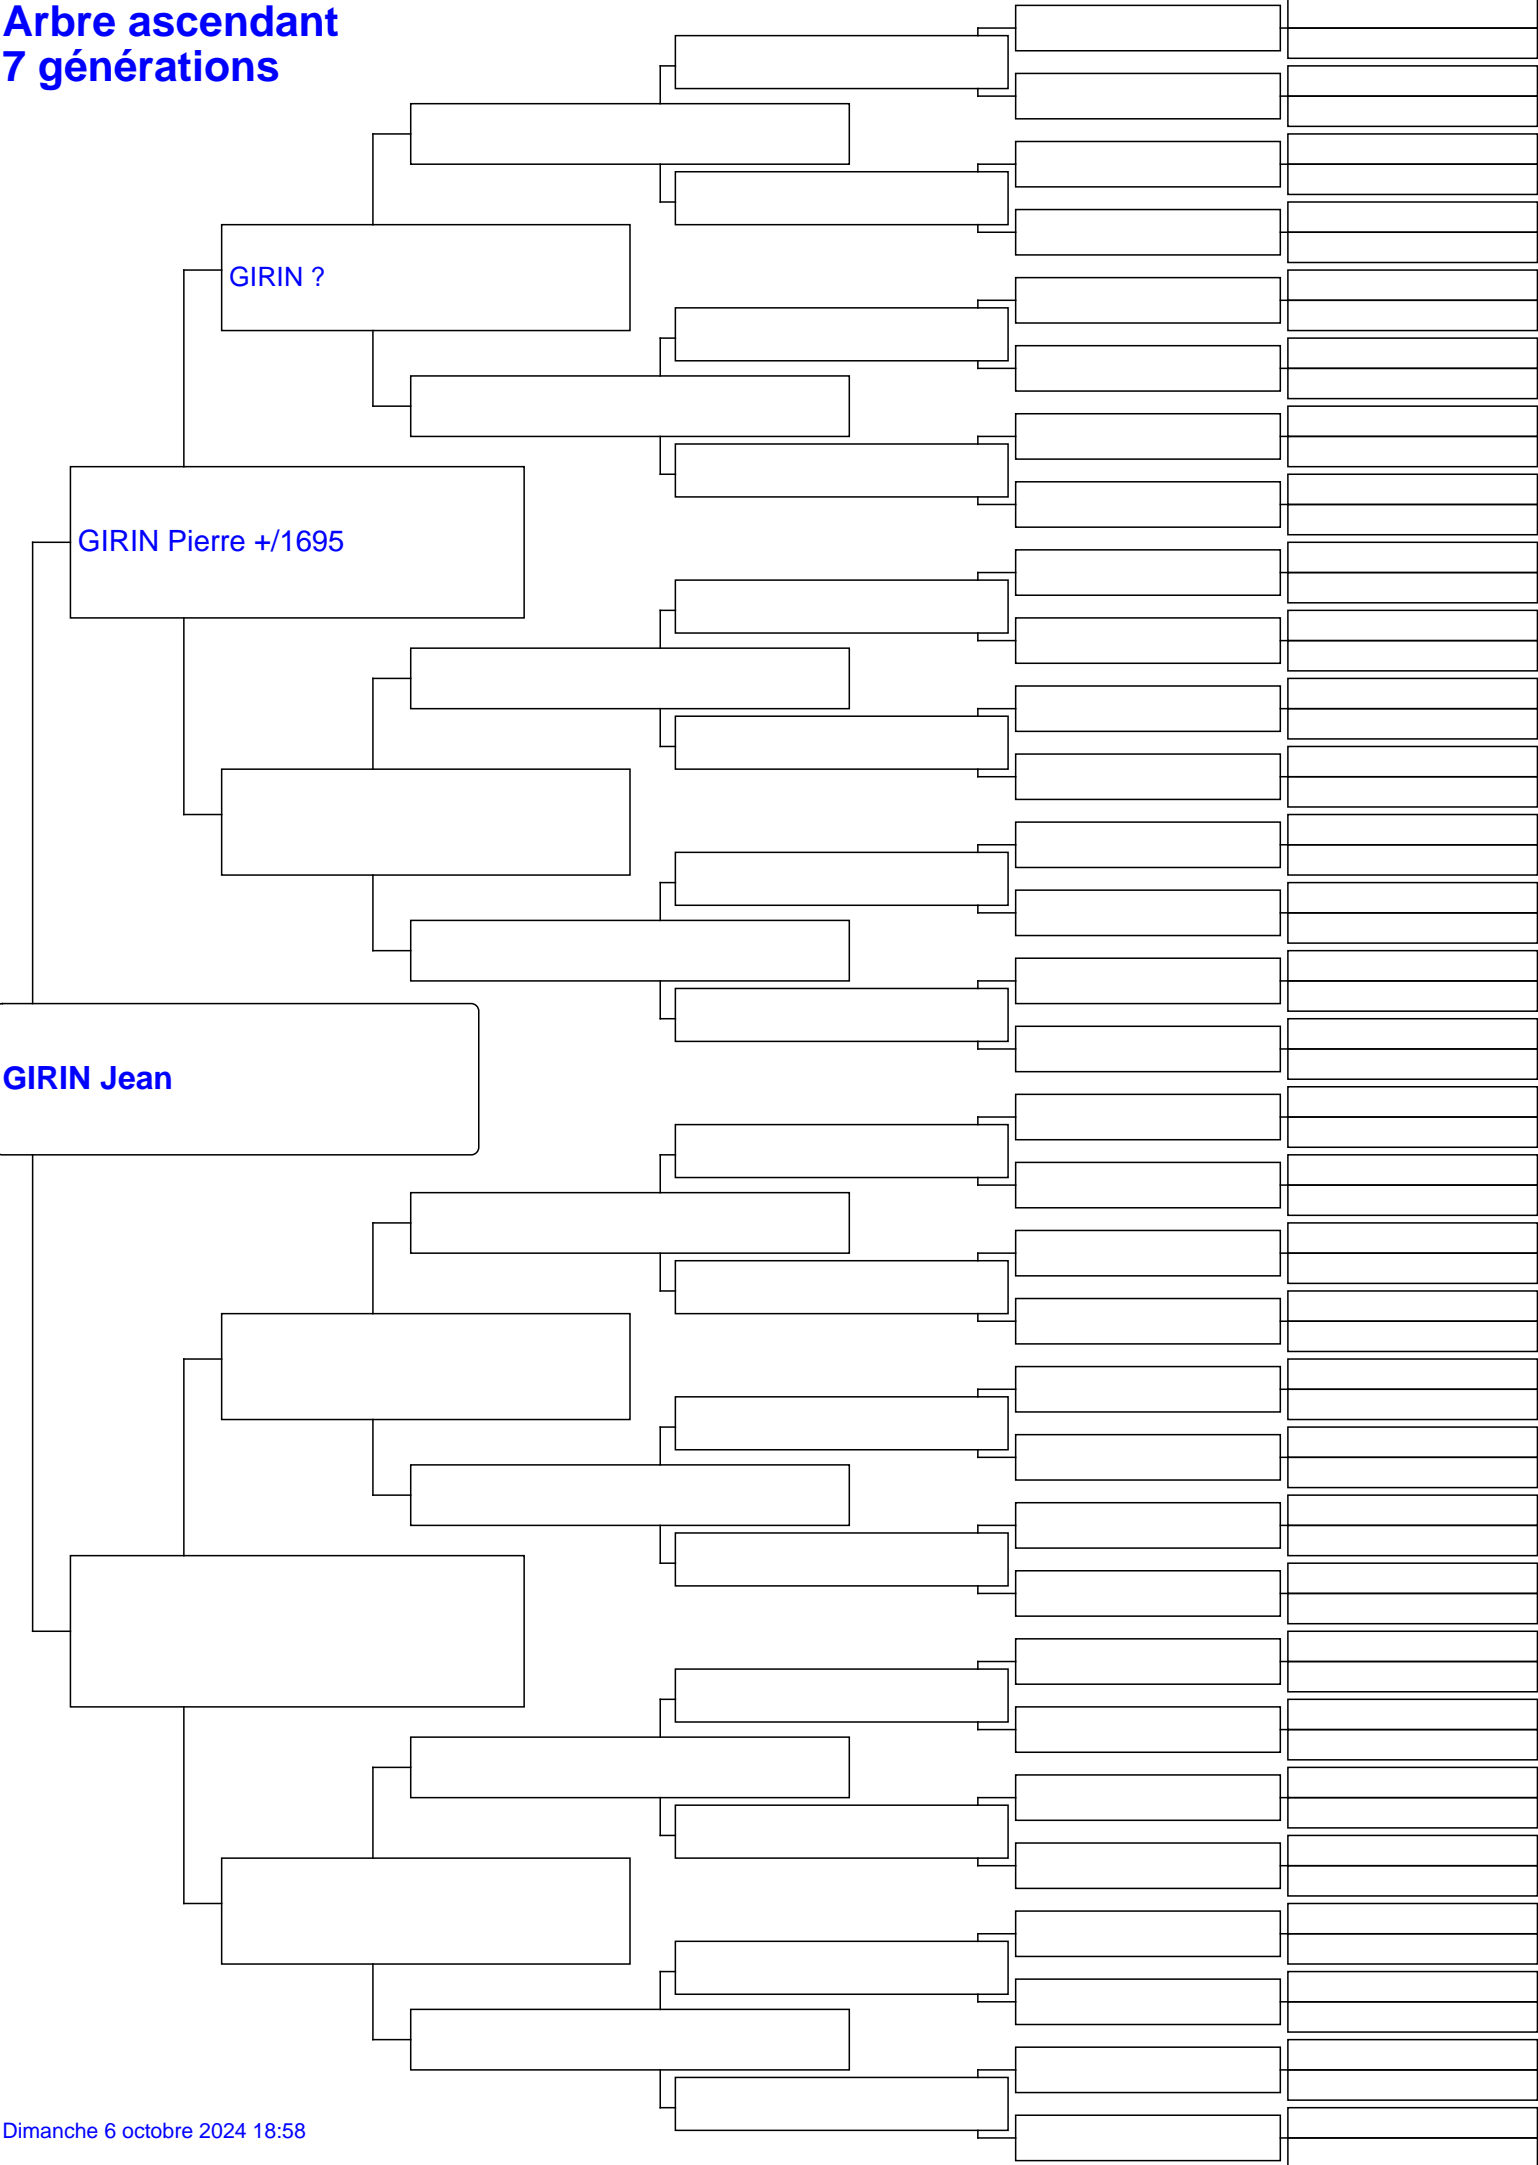 Arbre ascendant
7 générations
GIRIN ?
GIRIN Pierre +/1695
GIRIN Jean
Dimanche 6 octobre 2024 18:58